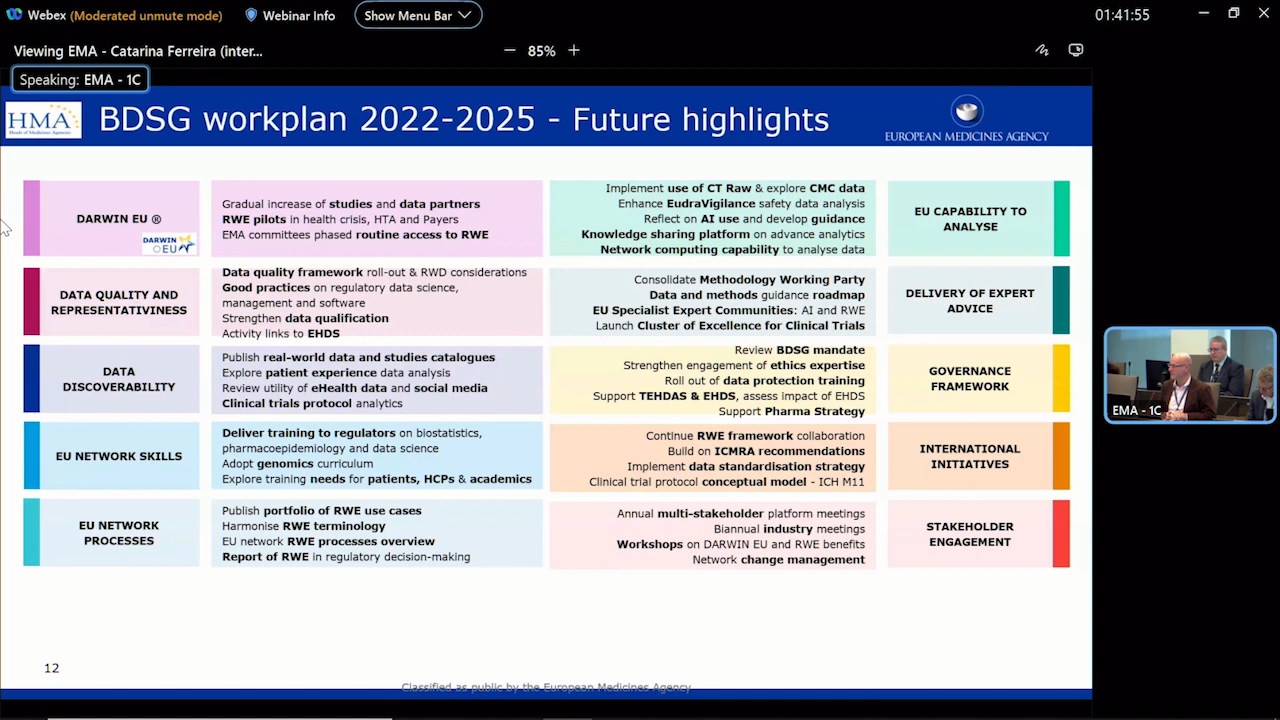 Webex (Moderated unmute mode)
Webinar Info
Show Menu Bar
01:41:55
Viewing EMA - Catarina Ferreira (inter...
85%
Speaking: EMA - 1C
HMA
Heads of Medicines Agencies
BDSG workplan 2022-2025 - Future highlights
EUROPEAN MEDICINES AGENCY
DARWIN EU ®
DARWIN
EU
Gradual increase of studies and data partners
RWE pilots in health crisis, HTA and Payers
EMA committees phased routine access to RWE
Implement use of CT Raw & explore CMC data
Enhance EudraVigilance safety data analysis
Reflect on AI use and develop guidance
Knowledge sharing platform on advance analytics
Network computing capability to analyse data
EU CAPABILITY TO
ANALYSE
DATA QUALITY AND
REPRESENTATIVINESS
Data quality framework roll-out & RWD considerations
Good practices on regulatory data science,
management and software
Strengthen data qualification
Activity links to EHDS
Consolidate Methodology Working Party
Data and methods guidance roadmap
EU Specialist Expert Communities: AI and RWE
Launch Cluster of Excellence for Clinical Trials
DELIVERY OF EXPERT
ADVICE
DATA
DISCOVERABILITY
Publish real-world data and studies catalogues
Explore patient experience data analysis
Review utility of eHealth data and social media
Clinical trials protocol analytics
Review BDSG mandate
Strengthen engagement of ethics expertise
Roll out of data protection training
Support TEHDAS & EHDS, assess impact of EHDS
Support Pharma Strategy
GOVERNANCE
FRAMEWORK
EU NETWORK SKILLS
Deliver training to regulators on biostatistics,
pharmacoepidemiology and data science
Adopt genomics curriculum
Explore training needs for patients, HCPs & academics
Continue RWE framework collaboration
Build on ICMRA recommendations
Implement data standardisation strategy
Clinical trial protocol conceptual model - ICH M11
INTERNATIONAL
INITIATIVES
EU NETWORK
PROCESSES
Publish portfolio of RWE use cases
Harmonise RWE terminology
EU network RWE processes overview
Report of RWE in regulatory decision-making
Annual multi-stakeholder platform meetings
Biannual industry meetings
Workshops on DARWIN EU and RWE benefits
Network change management
STAKEHOLDER
ENGAGEMENT
EMA - 1C
12
Classified as public by the European Medicines Agency